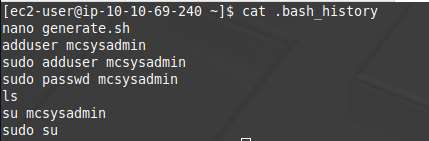 [ec2-user@ip-10-10-69-240 ~]$ cat .bash_history
nano generate.sh
adduser mcsysadmin
sudo adduser mcsysadmin
sudo passwd mcsysadmin
ls
su mcsysadmin
sudo su